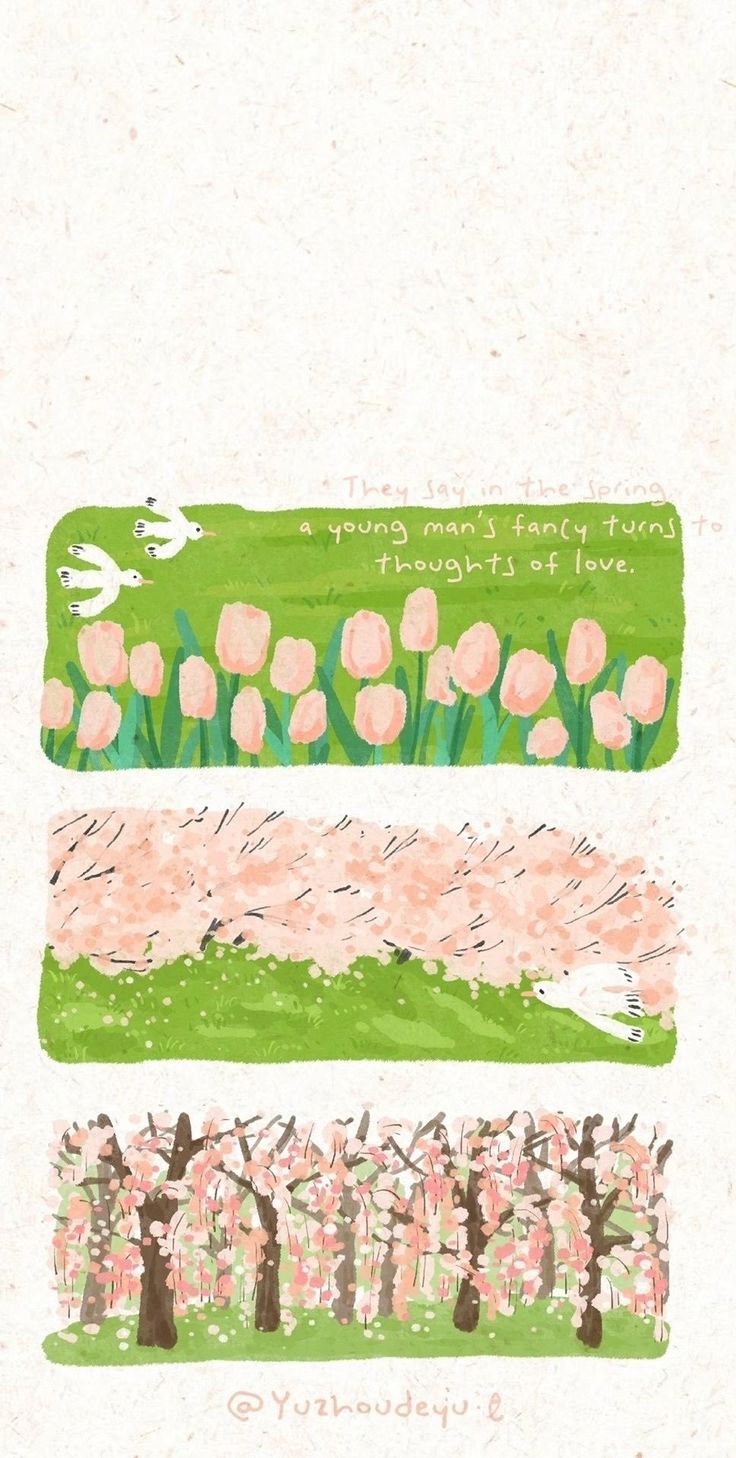 They say in the spring
a young man's fancy turns to
thoughts of love.
@Yuzhoudeyu.l